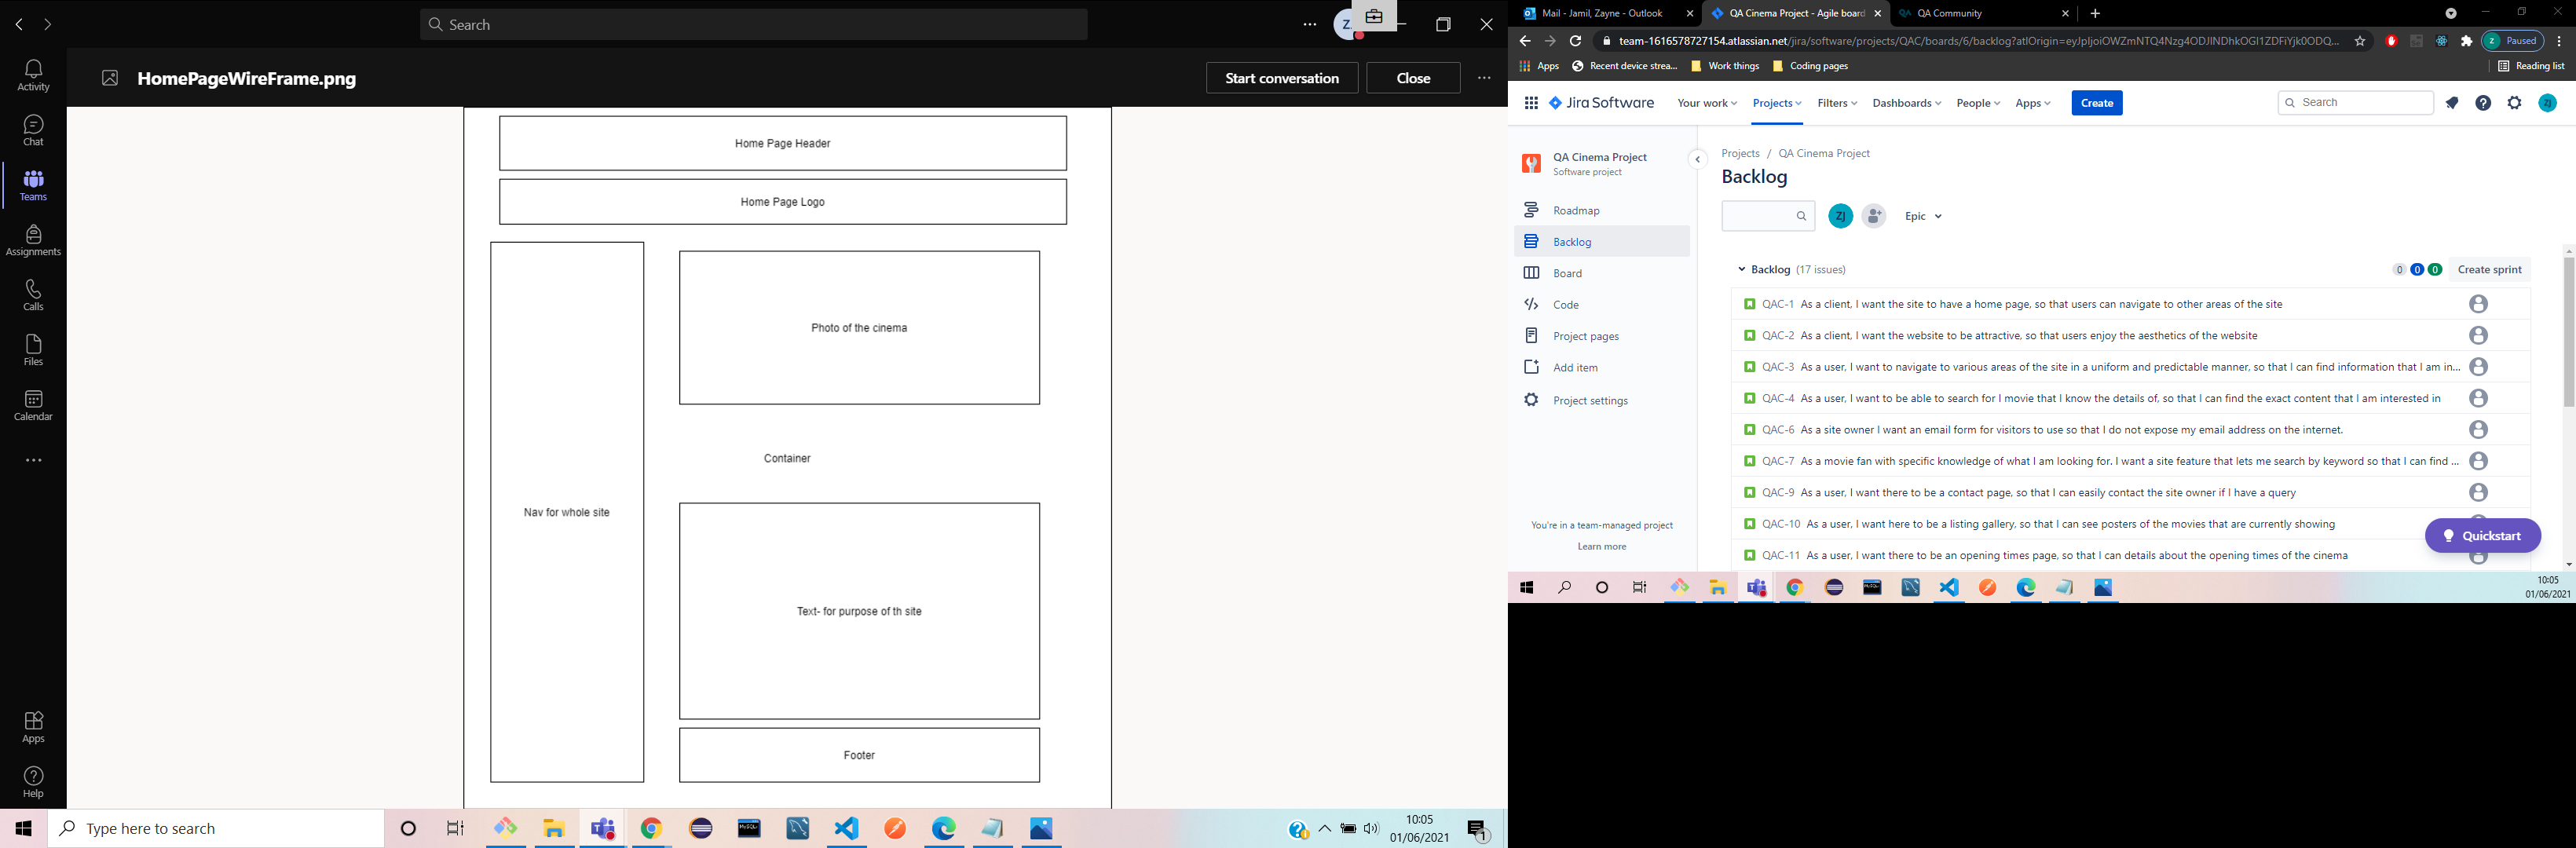 Search
Z
HomePageWireFrame.png
Start conversation
Close
Activity
Chat
Teams
Assignments
Calls
Files
Calendar
Apps
Help
Home Page Header
Home Page Logo
Nav for whole site
Photo of the cinema
Container
Text- for purpose of th site
Footer
Type here to search
10:05
01/06/2021
1
Mail - Jamil, Zayne - Outlook
QA Cinema Project - Agile board
QA Community
team-1616578727154.atlassian.net/jira/software/projects/QAC/boards/6/backlog?atlOrigin=eyJpIjoiOWZmNTQ4Nzg4ODJlNDhkOGI1ZDFiYjk0ODQ...
Z Paused
Apps
Recent device strea...
Work things
Coding pages
Reading list
Jira Software
Your work
Projects
Filters
Dashboards
People
Apps
Create
Search
ZJ
QA Cinema Project
Software project
Roadmap
Backlog
Board
Code
Project pages
Add item
Project settings
You're in a team-managed project
Learn more
Projects / QA Cinema Project
Backlog
ZJ
Epic
Backlog (17 issues)
0 0 0
Create sprint
QAC-1 As a client, I want the site to have a home page, so that users can navigate to other areas of the site
QAC-2 As a client, I want the website to be attractive, so that users enjoy the aesthetics of the website
QAC-3 As a user, I want to navigate to various areas of the site in a uniform and predictable manner, so that I can find information that I am in...
QAC-4 As a user, I want to be able to search for I movie that I know the details of, so that I can find the exact content that I am interested in
QAC-6 As a site owner I want an email form for visitors to use so that I do not expose my email address on the internet.
QAC-7 As a movie fan with specific knowledge of what I am looking for. I want a site feature that lets me search by keyword so that I can find ...
QAC-9 As a user, I want there to be a contact page, so that I can easily contact the site owner if I have a query
QAC-10 As a user, I want here to be a listing gallery, so that I can see posters of the movies that are currently showing
QAC-11 As a user, I want there to be an opening times page, so that I can details about the opening times of the cinema
Quickstart
10:05
01/06/2021